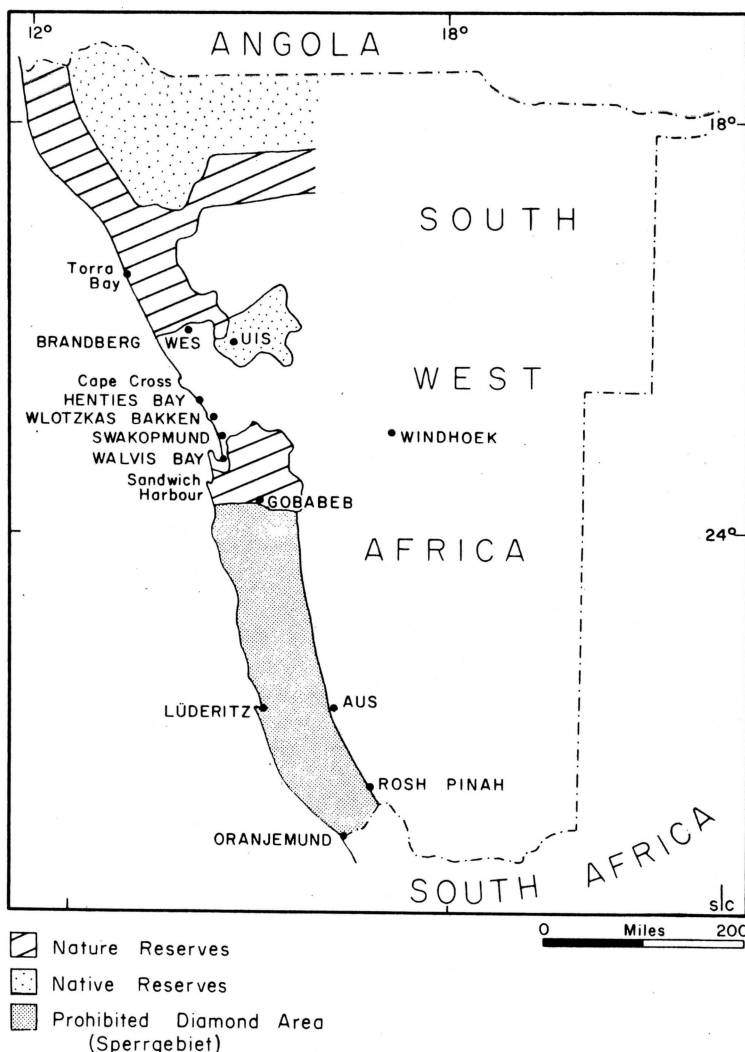 12°
18°
ANGOLA
18°
SOUTH
Torra
Bay
BRANDBERG WES
UIS
WEST
Cape Cross
HENTIES BAY
WLOTZKAS BAKKEN
SWAKOPMUND
WINDHOEK
WALVIS BAY
Sandwich
Harbour
GOBABEB
24°
AFRICA
LÜDERITZ
AUS
ROSH PINAH
ORANJEMUND
SOUTH AFRICA
slc
0 Miles 200
Nature Reserves
Native Reserves
Prohibited Diamond Area
(Sperrgebiet)